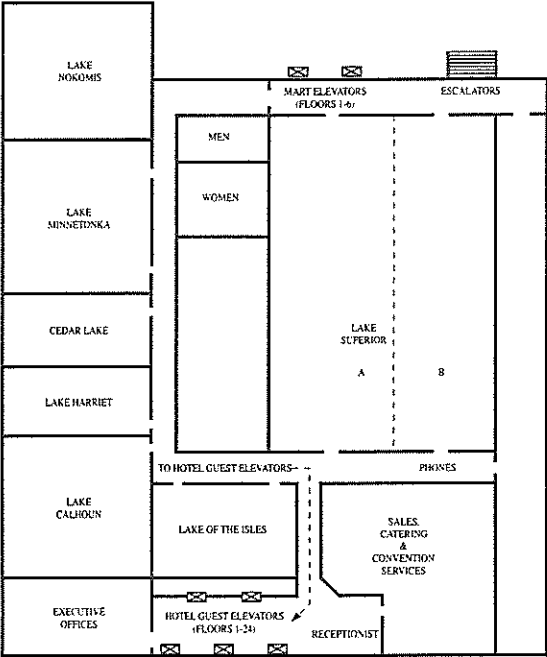 LAKE
NOKOMIS
MART ELEVATORS
(FLOORS 1-6)
ESCALATORS
MEN
WOMEN
LAKE
MINNETONKA
CEDAR LAKE
LAKE HARRIET
LAKE
SUPERIOR
A
B
TO HOTEL GUEST ELEVATORS
PHONES
LAKE
CALHOUN
LAKE OF THE ISLES
SALES,
CATERING
&
CONVENTION
SERVICES
EXECUTIVE
OFFICES
HOTEL GUEST ELEVATORS
(FLOORS 1-24)
RECEPTIONIST